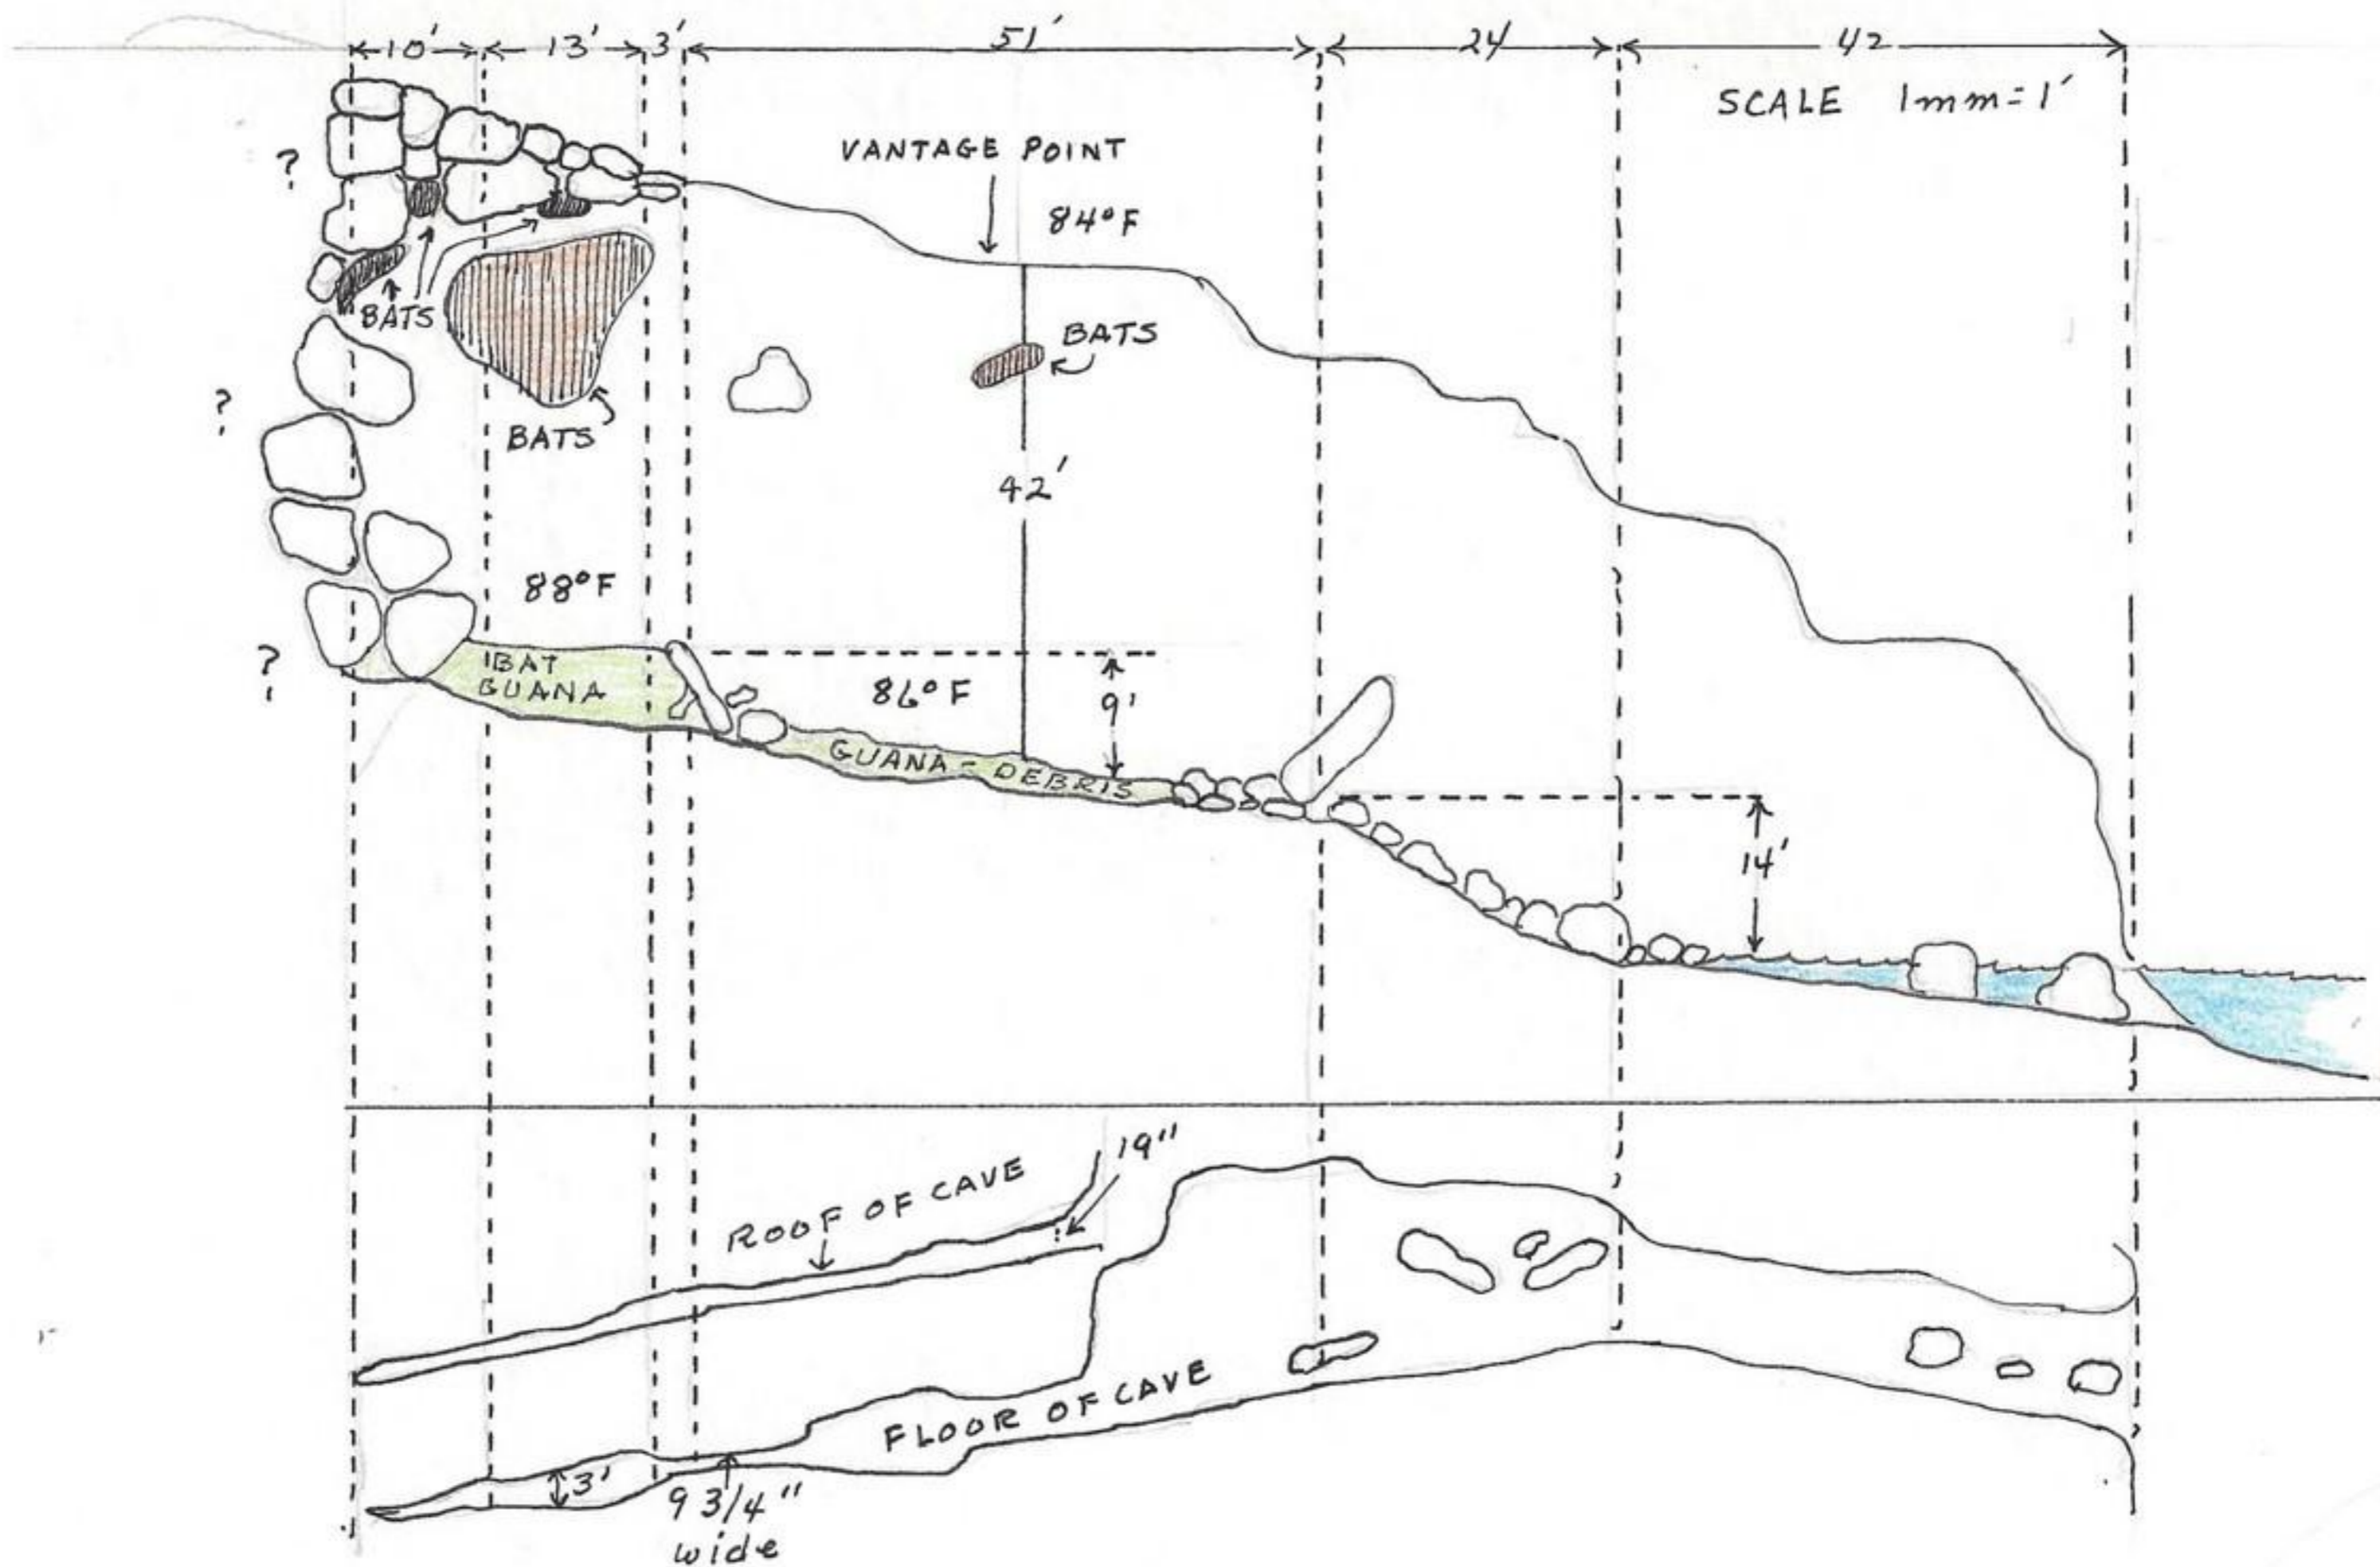 10' 13' 3' 51' 24 42
SCALE 1mm=1'
VANTAGE POINT
?
84°F
BATS
BATS
?
BATS
42'
88°F
?
BAT
GUANA
86°F
9'
GUANA - DEBRIS
14'
19"
ROOF OF CAVE
FLOOR OF CAVE
3'
9 3/4"
wide